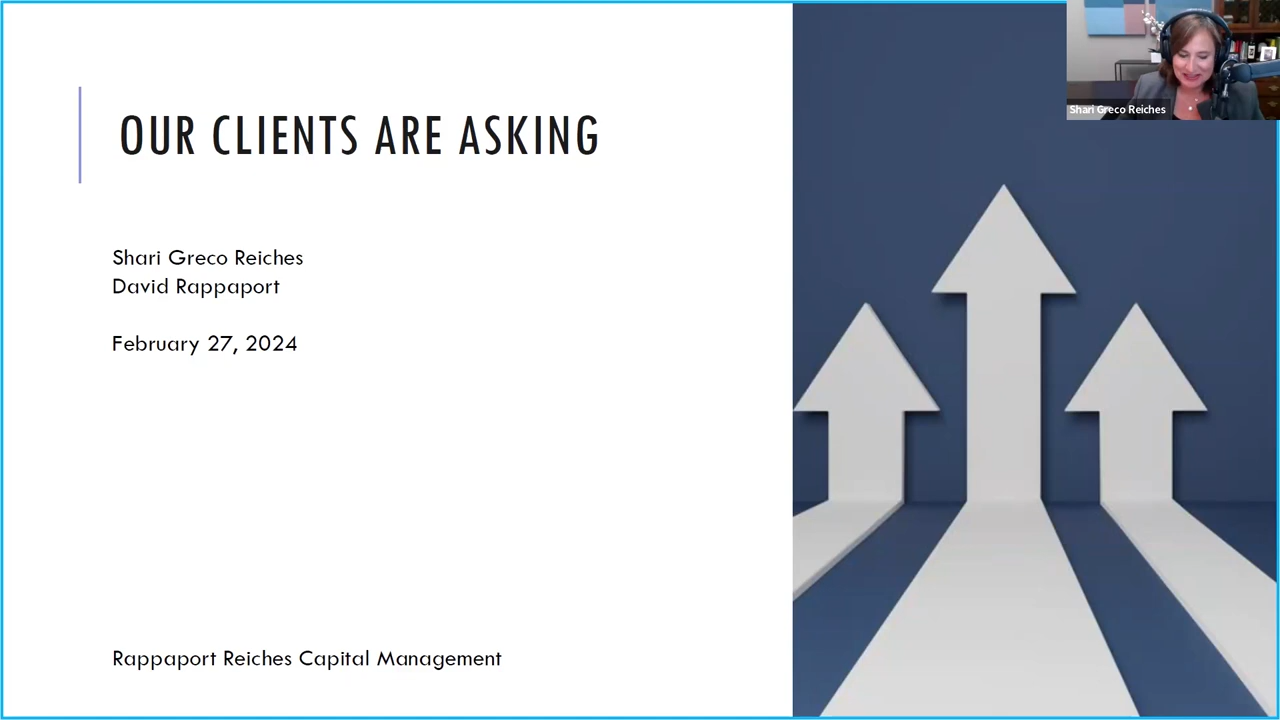 OUR CLIENTS ARE ASKING
Shari Greco Reiches
David Rappaport
February 27, 2024
Rappaport Reiches Capital Management
Shari Greco Reiches